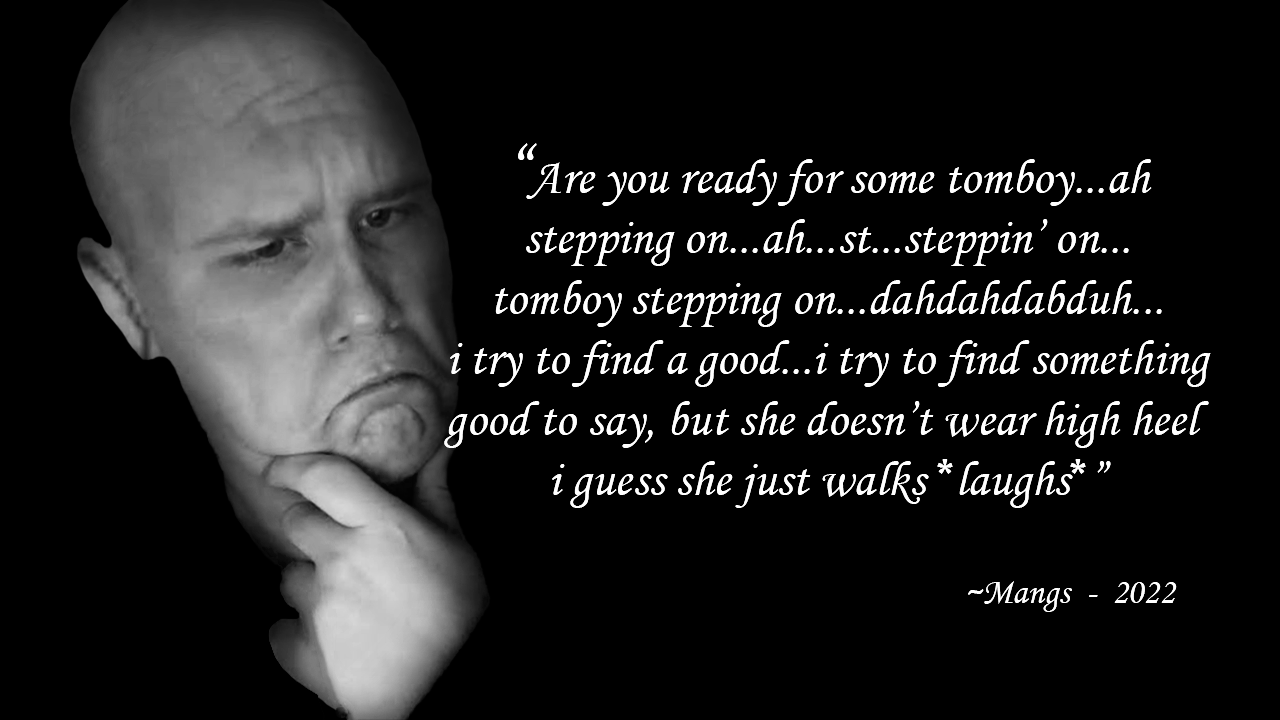 “Are you ready for some tomboy...ah
stepping on...ah...st...steppin’ on...
tomboy stepping on...dahdahdabduh...
i try to find a good...i try to find something
good to say, but she doesn’t wear high heel
i guess she just walks *laughs* ”
~Mangs - 2022